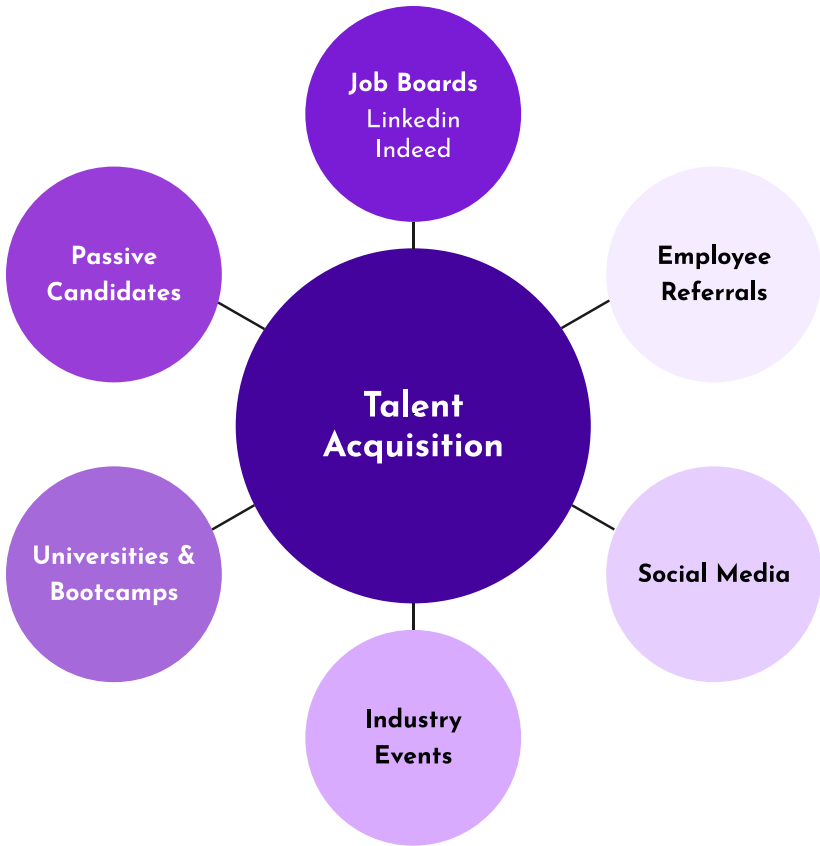 Job Boards
Linkedin
Indeed
Passive
Candidates
Employee
Referrals
Talent
Acquisition
Universities &
Bootcamps
Social Media
Industry
Events